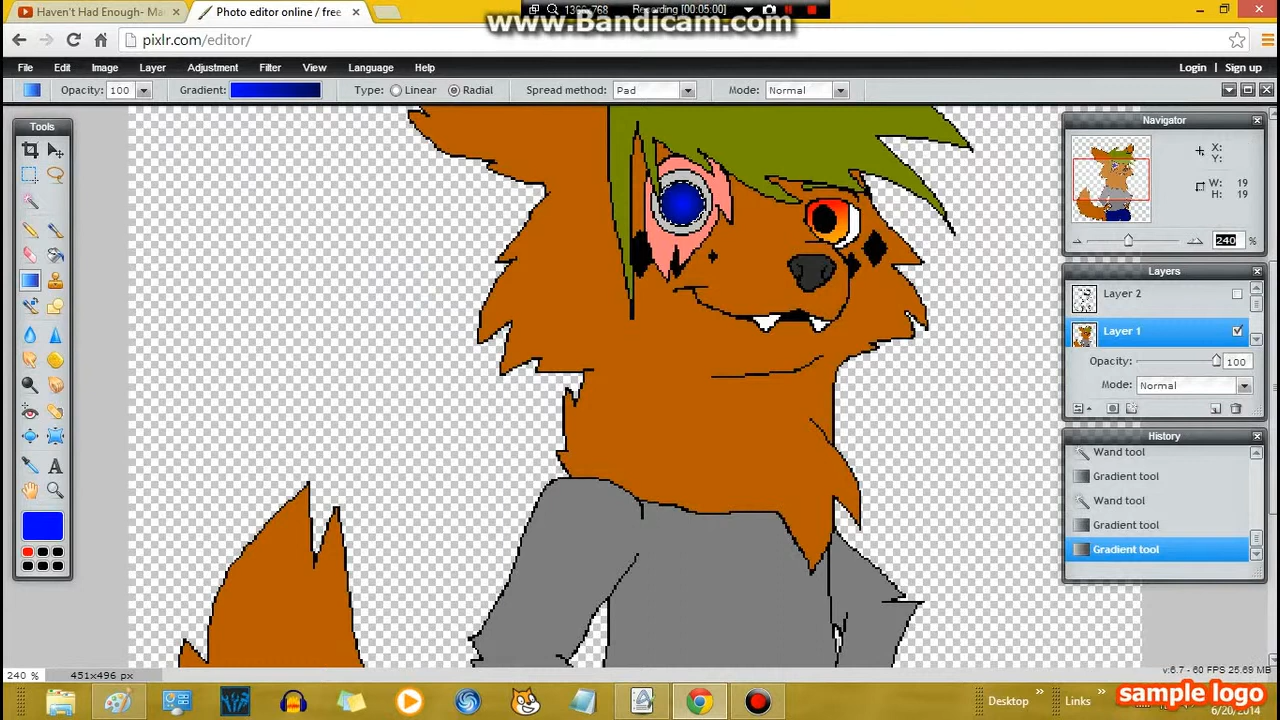 Haven't Had Enough- Ma
Photo editor online / free
1366×768
Recording [00:05:00]
www.Bandicam.com
pixlr.com/editor/
File Edit Image Layer Adjustment Filter View Language Help
Login | Sign up
Opacity: 100 Gradient: Type: Linear Radial Spread method: Pad Mode: Normal
Tools
Navigator
X:
Y:
W: 19
H: 19
240 %
Layers
Layer 2
Layer 1
Opacity: 100
Mode: Normal
History
Wand tool
Gradient tool
Wand tool
Gradient tool
Gradient tool
240 % 451x496 px
v:6.7 - 60 FPS 25.69 MB
Desktop » Links »
sample logo
6/20/2014